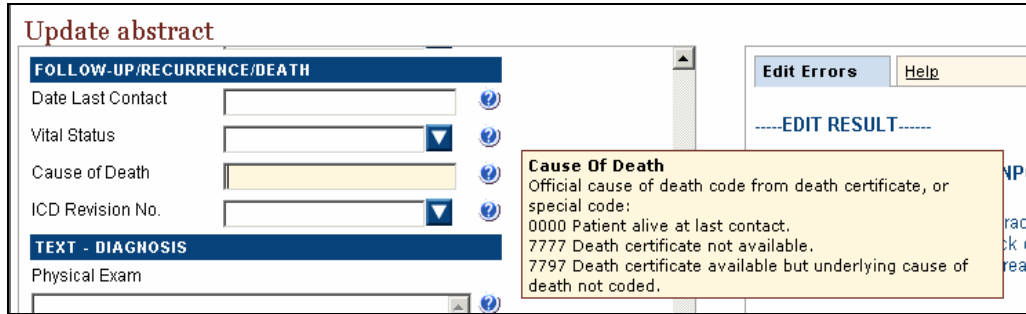 Update abstract
FOLLOW-UP/RECURRENCE/DEATH
Date Last Contact
Vital Status
Cause of Death
ICD Revision No.
TEXT - DIAGNOSIS
Physical Exam
Cause Of Death
Official cause of death code from death certificate, or
special code:
0000 Patient alive at last contact.
7777 Death certificate not available.
7797 Death certificate available but underlying cause of
death not coded.
Edit Errors
Help
-----EDIT RESULT------